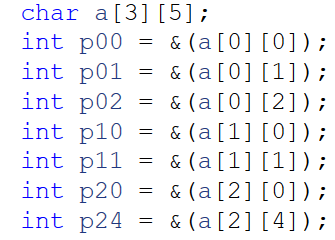 char a[3][5];
int p00 = &(a[0][0]);
int p01 = &(a[0][1]);
int p02 = &(a[0][2]);
int p10 = &(a[1][0]);
int p11 = &(a[1][1]);
int p20 = &(a[2][0]);
int p24 = &(a[2][4]);